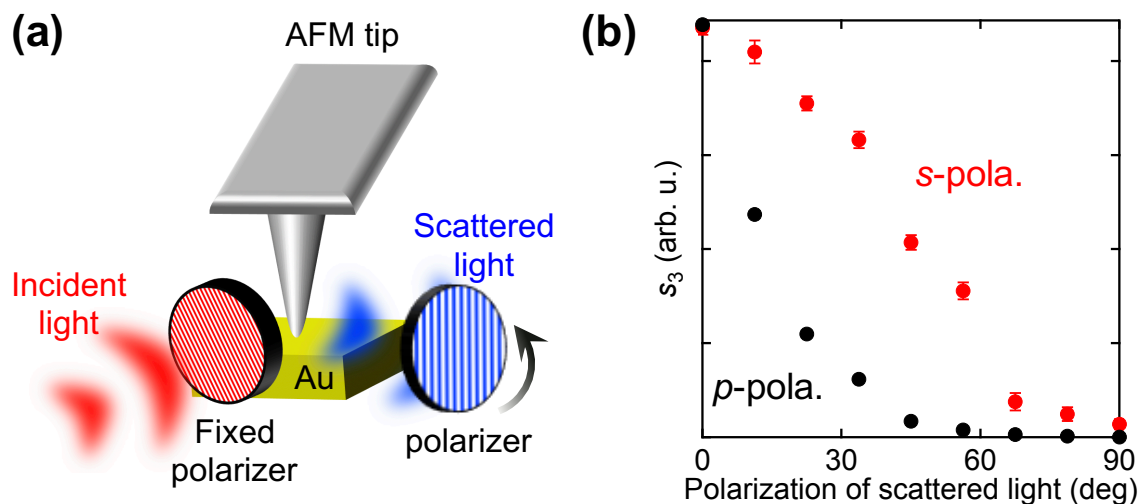 (a)
AFM tip
Incident
light
Scattered
light
Au
Fixed
polarizer
polarizer
(b)
s₃ (arb. u.)
s-pola.
p-pola.
0
30
60
90
Polarization of scattered light (deg)